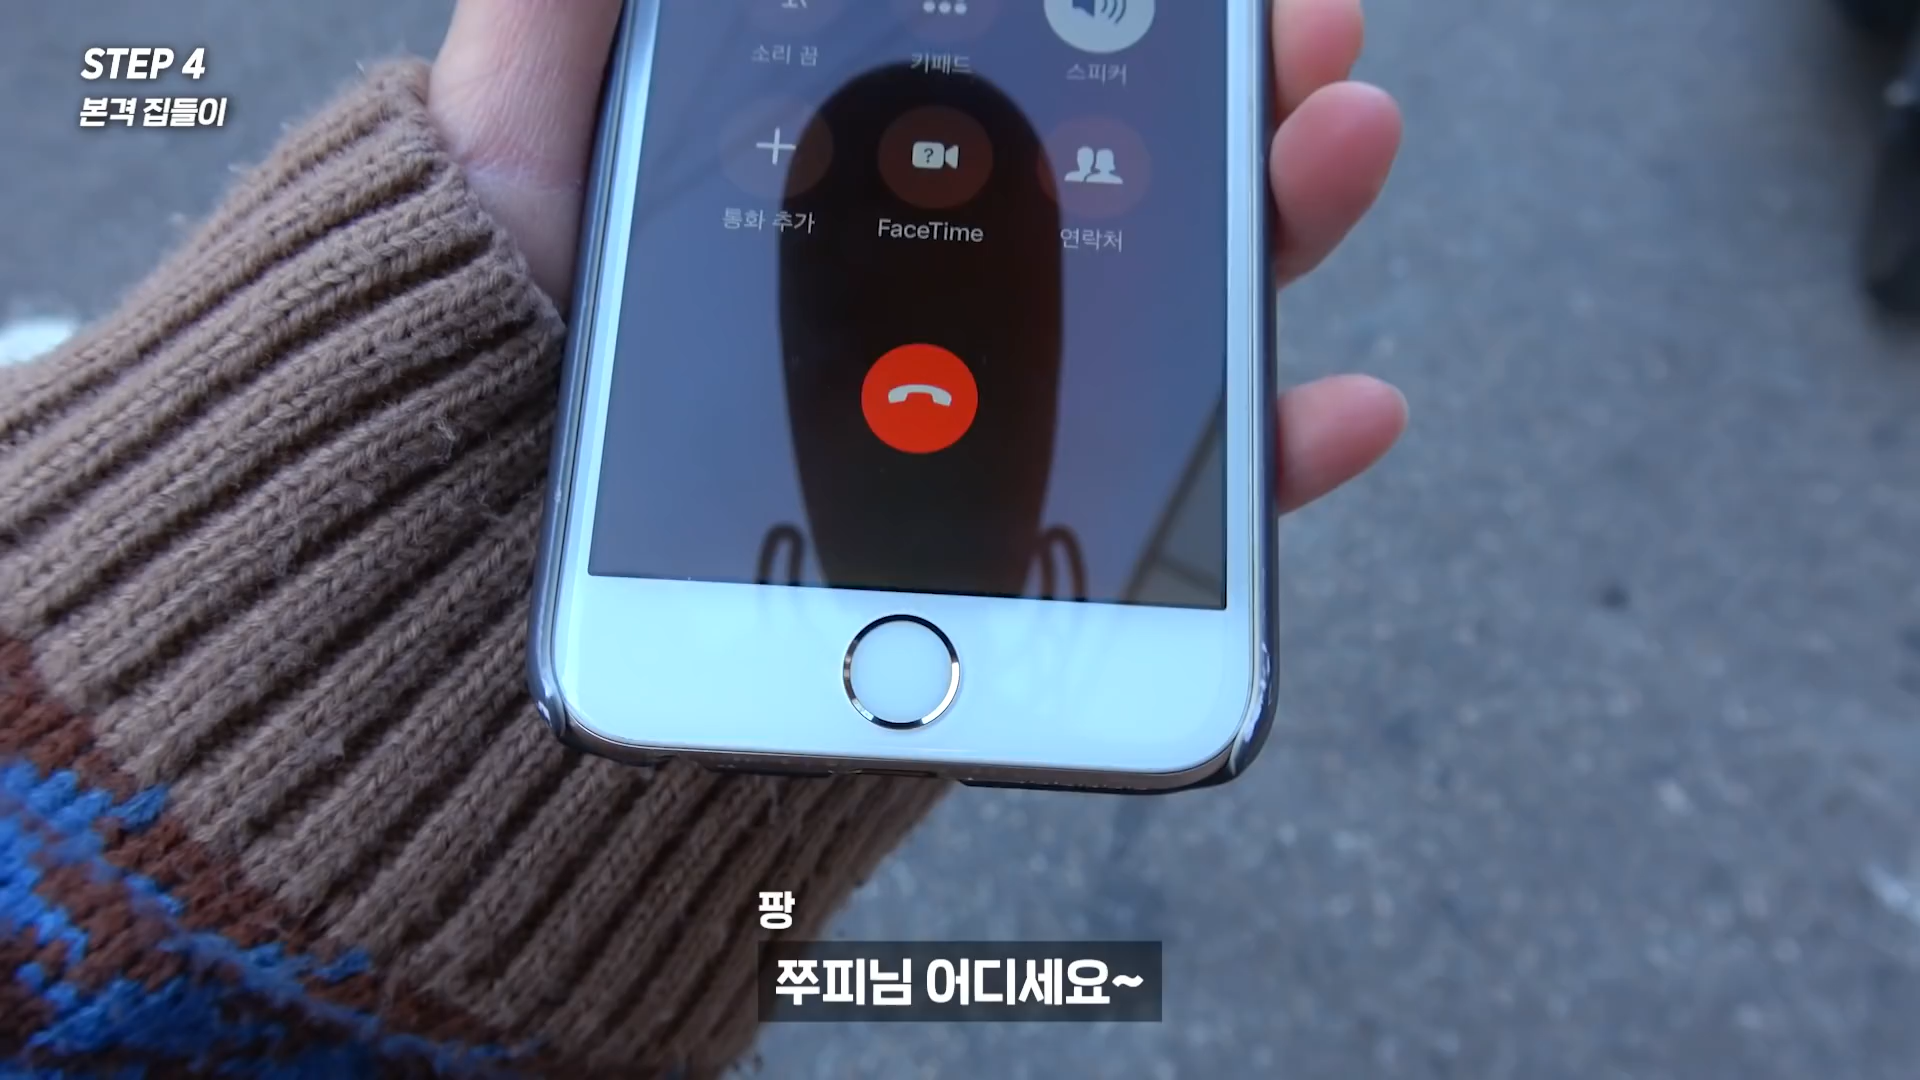 STEP 4
본격 집들이
소리 끔
키패드
스피커
통화 추가
FaceTime
연락처
팡
쭈피님 어디세요~